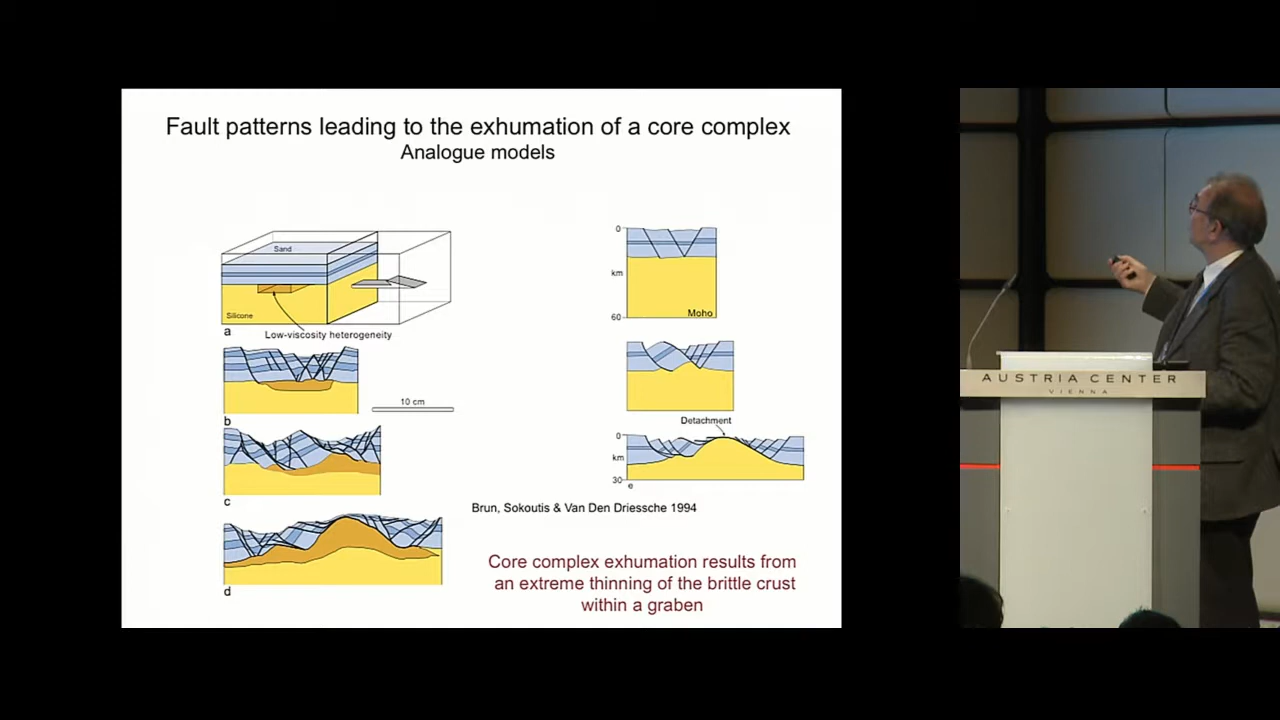 Fault patterns leading to the exhumation of a core complex
Analogue models
Sand
Silicone
a
Low-viscosity heterogeneity
b
10 cm
c
d
0
km
60
Moho
Detachment
0
km
30
e
Brun, Sokoutis & Van Den Driessche 1994
Core complex exhumation results from
an extreme thinning of the brittle crust
within a graben
AUSTRIA CENTER
VIENNA